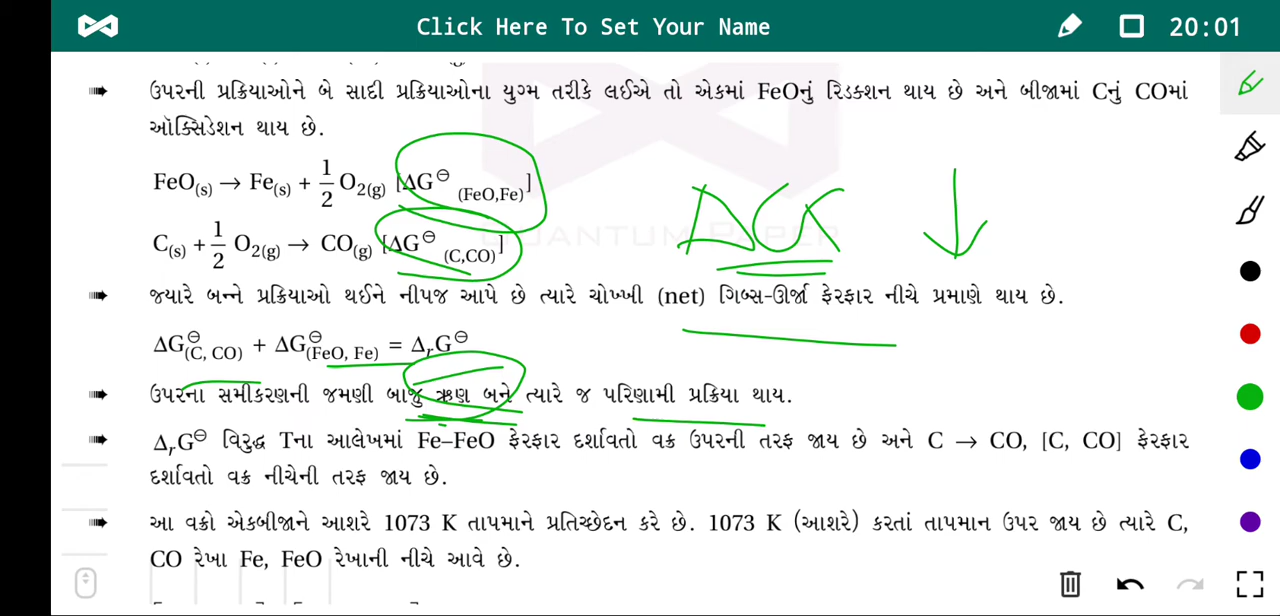 Click Here To Set Your Name
20:01
ઉપરની પ્રક્રિયાઓને બે સાદી પ્રક્રિયાઓના યુગ્મ તરીકે લઈએ તો એકમાં FeOનું રિડક્શન થાય છે અને બીજામાં Cનું COમાં
ઑક્સિડેશન થાય છે.
FeO(s) → Fe(s) + 1/2 O2(g) [ΔG⊖ (FeO,Fe)]
C(s) + 1/2 O2(g) → CO(g) [ΔG⊖ (C,CO)]
QUANTUM PAPER
જ્યારે બન્ને પ્રક્રિયાઓ થઈને નીપજ આપે છે ત્યારે ચોખ્ખી (net) ગિબ્સ-ઊર્જા ફેરફાર નીચે પ્રમાણે થાય છે.
ΔG⊖(C, CO) + ΔG⊖(FeO, Fe) = ΔrG⊖
ઉપરના સમીકરણની જમણી બાજુ ઋણ બને ત્યારે જ પરિણામી પ્રક્રિયા થાય.
ΔrG⊖ વિરુદ્ધ Tના આલેખમાં Fe–FeO ફેરફાર દર્શાવતો વક્ર ઉપરની તરફ જાય છે અને C → CO, [C, CO] ફેરફાર
દર્શાવતો વક્ર નીચેની તરફ જાય છે.
આ વક્રો એકબીજાને આશરે 1073 K તાપમાને પ્રતિચ્છેદન કરે છે. 1073 K (આશરે) કરતાં તાપમાન ઉપર જાય છે ત્યારે C,
CO રેખા Fe, FeO રેખાની નીચે આવે છે.